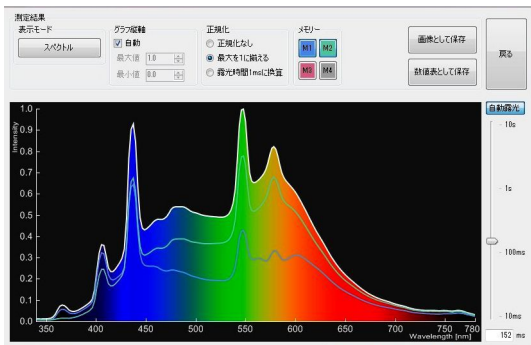 測定結果
表示モード
スペクトル
グラフ縦軸
自動
最大値 1.0
最小値 0.0
正規化
正規化なし
最大を1に揃える
露光時間1msに換算
メモリー
M1 M2
M3 M4
画像として保存
数値表として保存
戻る
自動露光
10s
1s
100ms
10ms
152 ms
Intensity
1.0
0.9
0.8
0.7
0.6
0.5
0.4
0.3
0.2
0.1
0.0
350 400 450 500 550 600 650 700 750 780
Wavelength [nm]